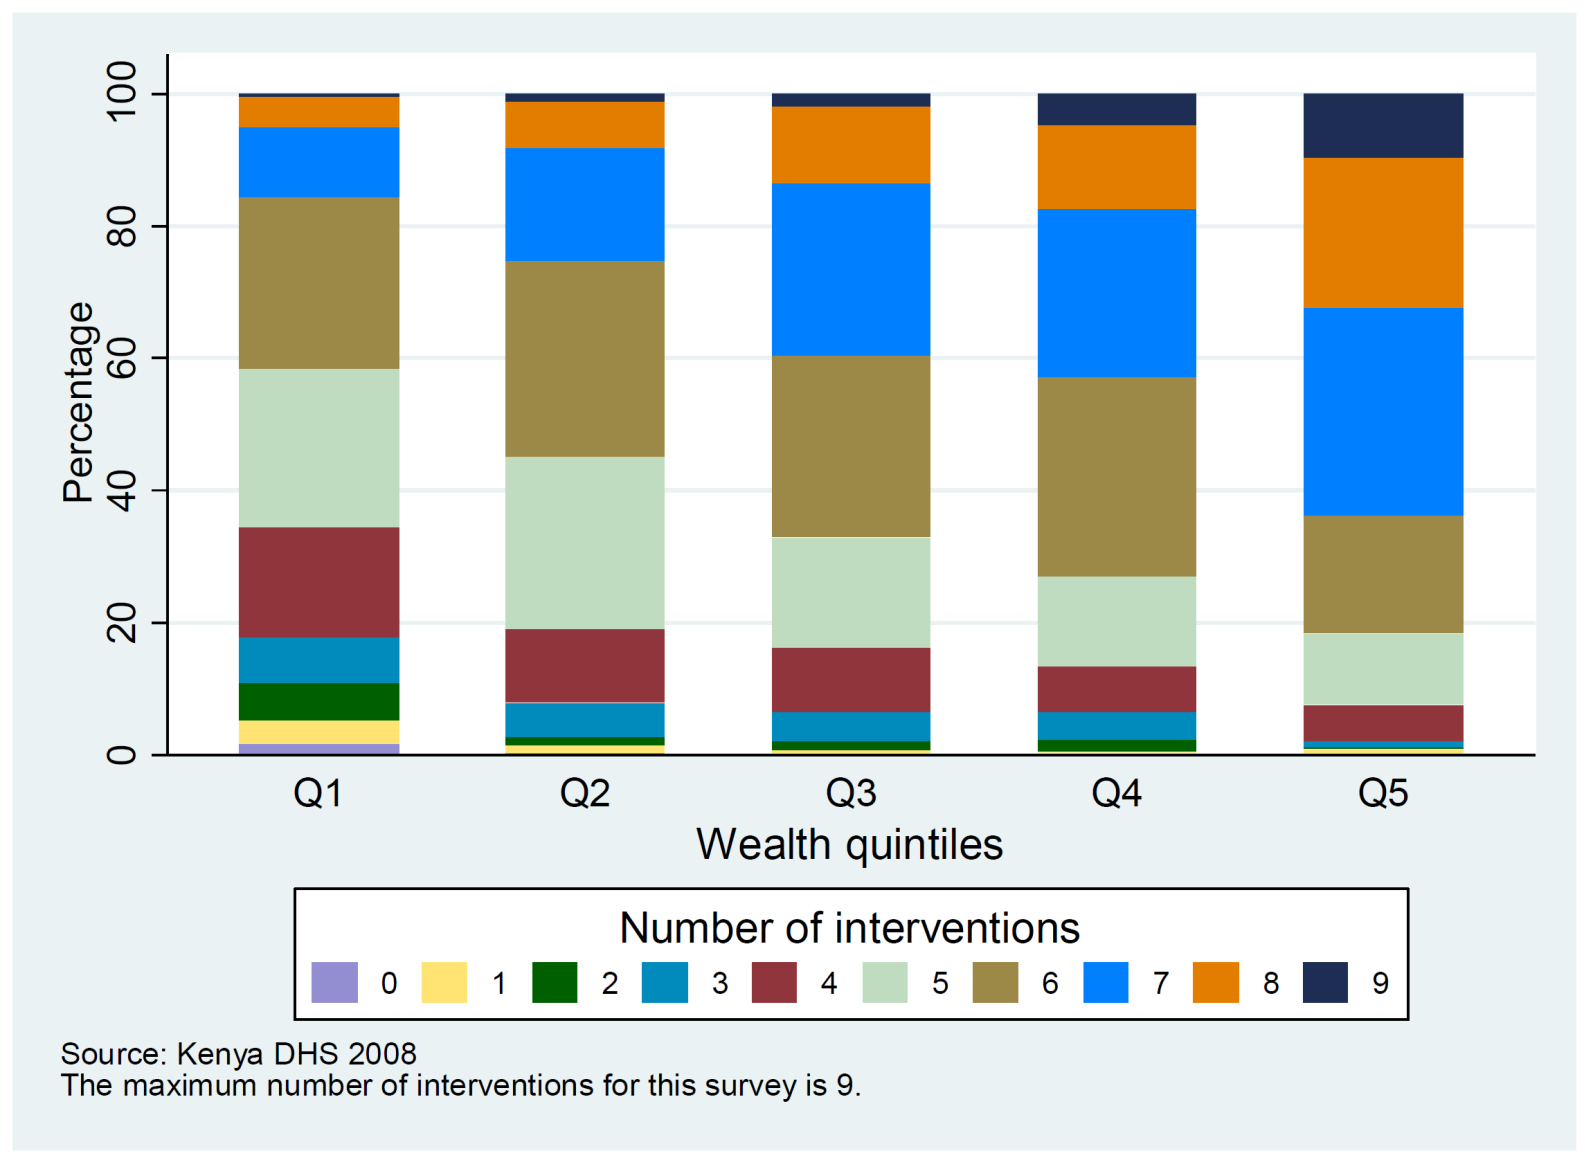 100
80
60
40
20
0
Percentage
Q1 Q2 Q3 Q4 Q5
Wealth quintiles
Number of interventions
0 1 2 3 4 5 6 7 8 9
Source: Kenya DHS 2008
The maximum number of interventions for this survey is 9.